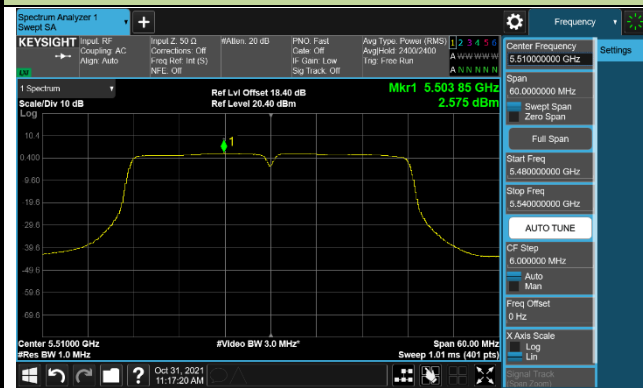 Spectrum Analyzer 1
Swept SA
Frequency
KEYSIGHT
Input: RF
Coupling: AC
Align: Auto
Input Z: 50 Ω
Corrections: Off
Freq Ref: Int (S)
NFE: Off
#Atten: 20 dB
PNO: Fast
Gate: Off
IF Gain: Low
Sig Track: Off
Avg Type: Power (RMS)
Avg|Hold: 2400/2400
Trig: Free Run
1 2 3 4 5 6
A W W W W W
A N N N N N
1 Spectrum
Scale/Div 10 dB
Log
Ref Lvl Offset 18.40 dB
Ref Level 20.40 dBm
Mkr1 5.503 85 GHz
2.575 dBm
1
10.4
0.400
-9.60
-19.6
-29.6
-39.6
-49.6
-59.6
-69.6
Center 5.51000 GHz
#Res BW 1.0 MHz
#Video BW 3.0 MHz*
Span 60.00 MHz
Sweep 1.01 ms (401 pts)
Center Frequency
5.510000000 GHz
Settings
Span
60.0000000 MHz
Swept Span
Zero Span
Full Span
Start Freq
5.480000000 GHz
Stop Freq
5.540000000 GHz
AUTO TUNE
CF Step
6.000000 MHz
Auto
Man
Freq Offset
0 Hz
X Axis Scale
Log
Lin
Signal Track
(Span Zoom)
Oct 31, 2021
11:17:20 AM